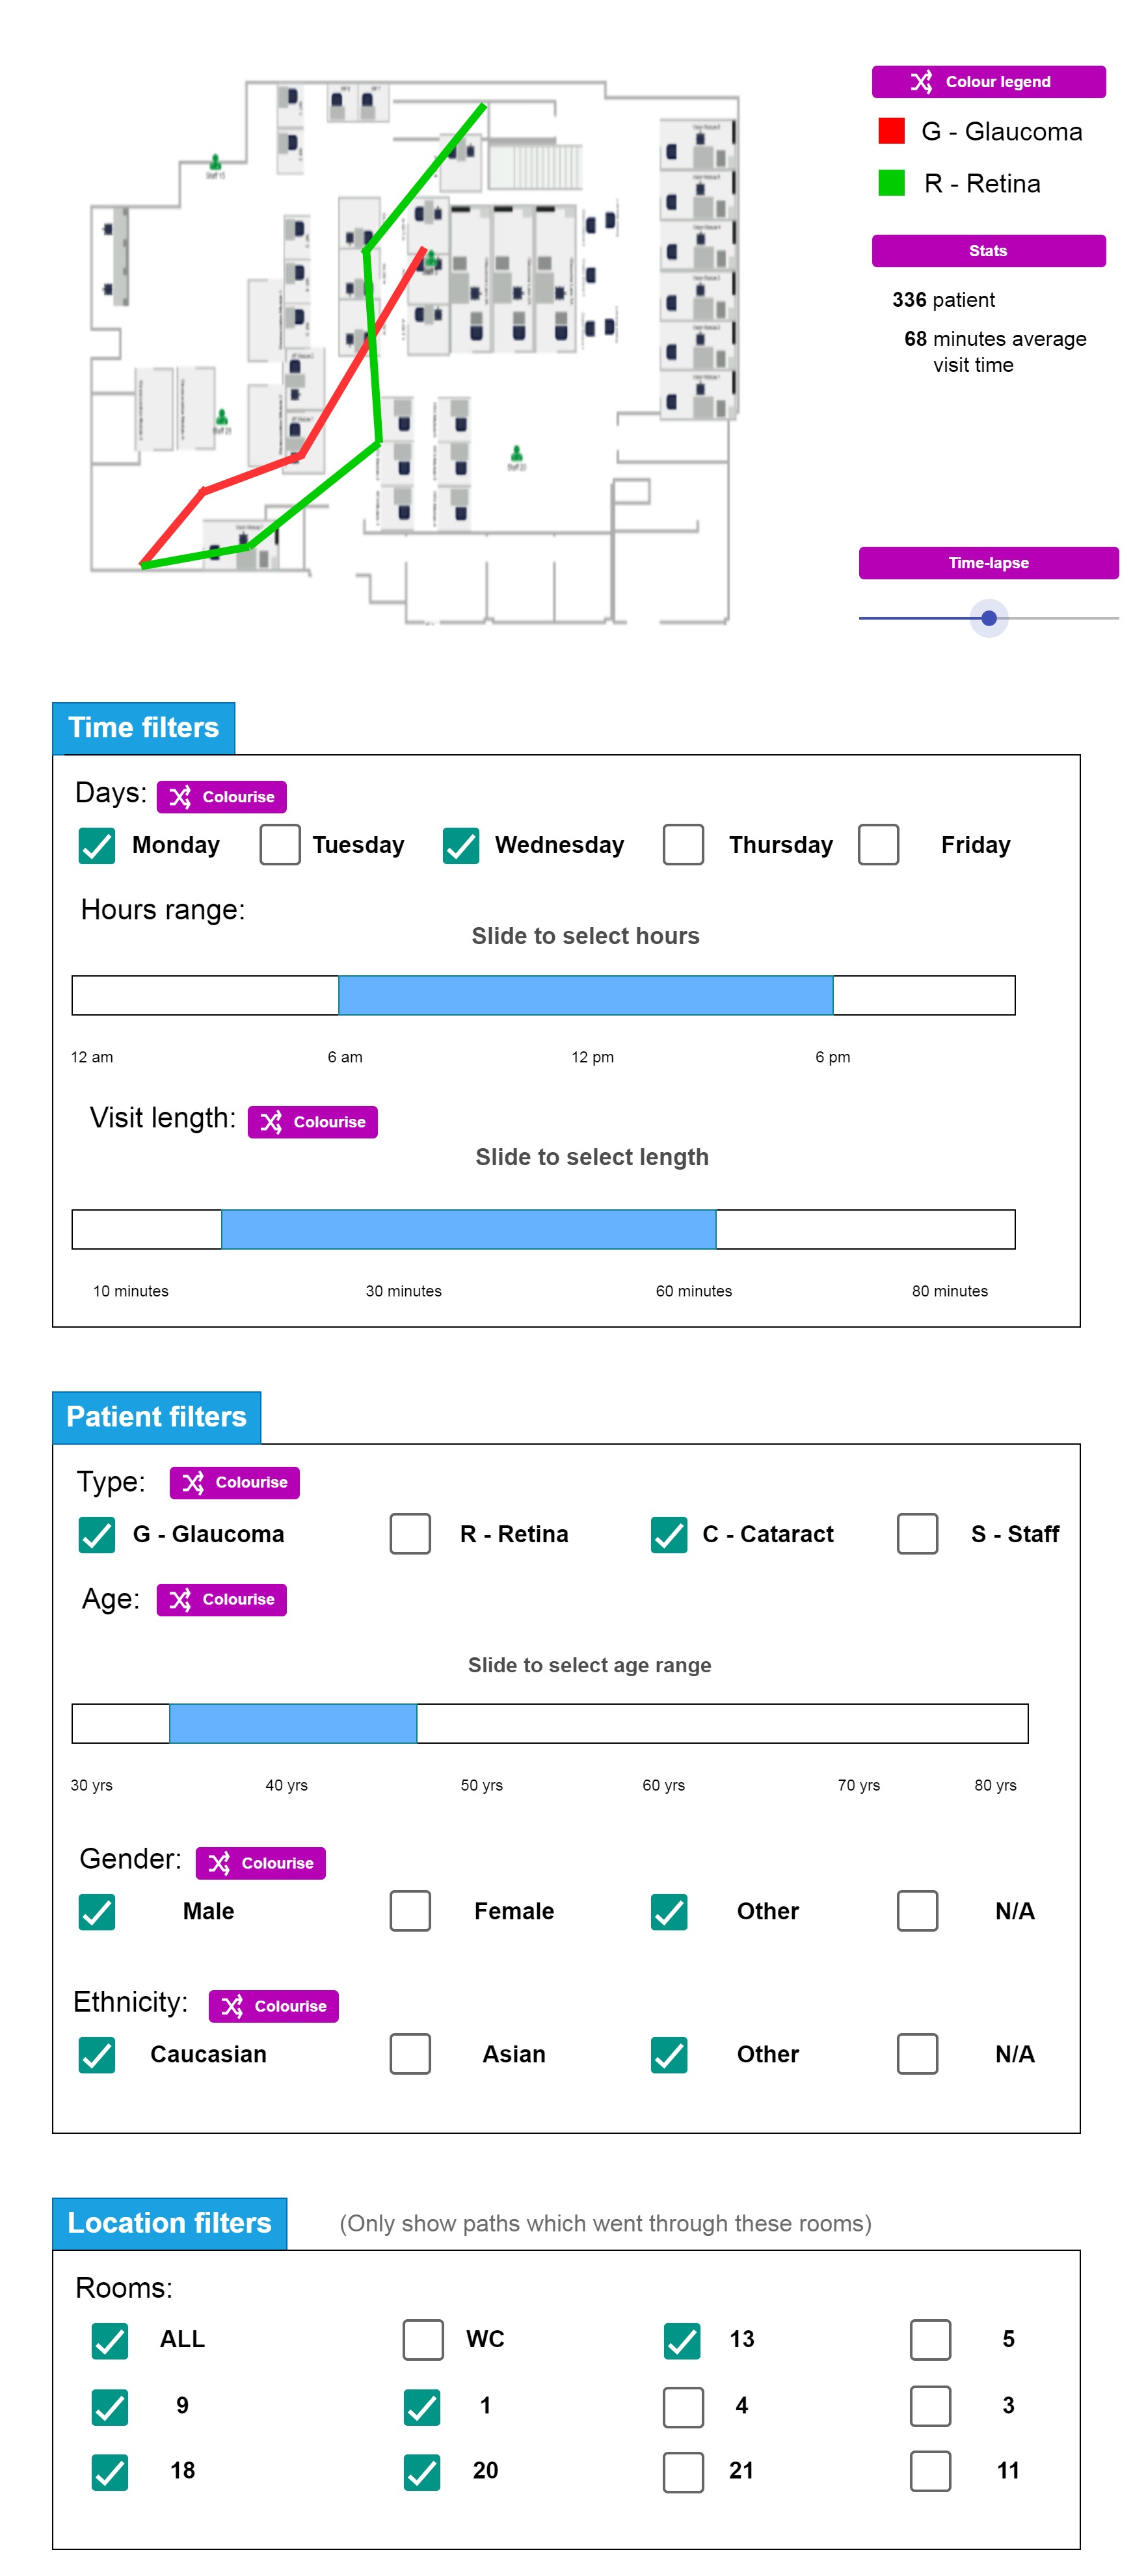 Colour legend
G - Glaucoma
R - Retina
Stats
336 patient
68 minutes average
visit time
Staff 15
Staff 20
Time-lapse
Time filters
Days: Colourise
Monday Tuesday Wednesday Thursday Friday
Hours range:
Slide to select hours
12 am 6 am 12 pm 6 pm
Visit length: Colourise
Slide to select length
10 minutes 30 minutes 60 minutes 80 minutes
Patient filters
Type: Colourise
G - Glaucoma R - Retina C - Cataract S - Staff
Age: Colourise
Slide to select age range
30 yrs 40 yrs 50 yrs 60 yrs 70 yrs 80 yrs
Gender: Colourise
Male Female Other N/A
Ethnicity: Colourise
Caucasian Asian Other N/A
Location filters (Only show paths which went through these rooms)
Rooms:
ALL WC 13 5
9 1 4 3
18 20 21 11